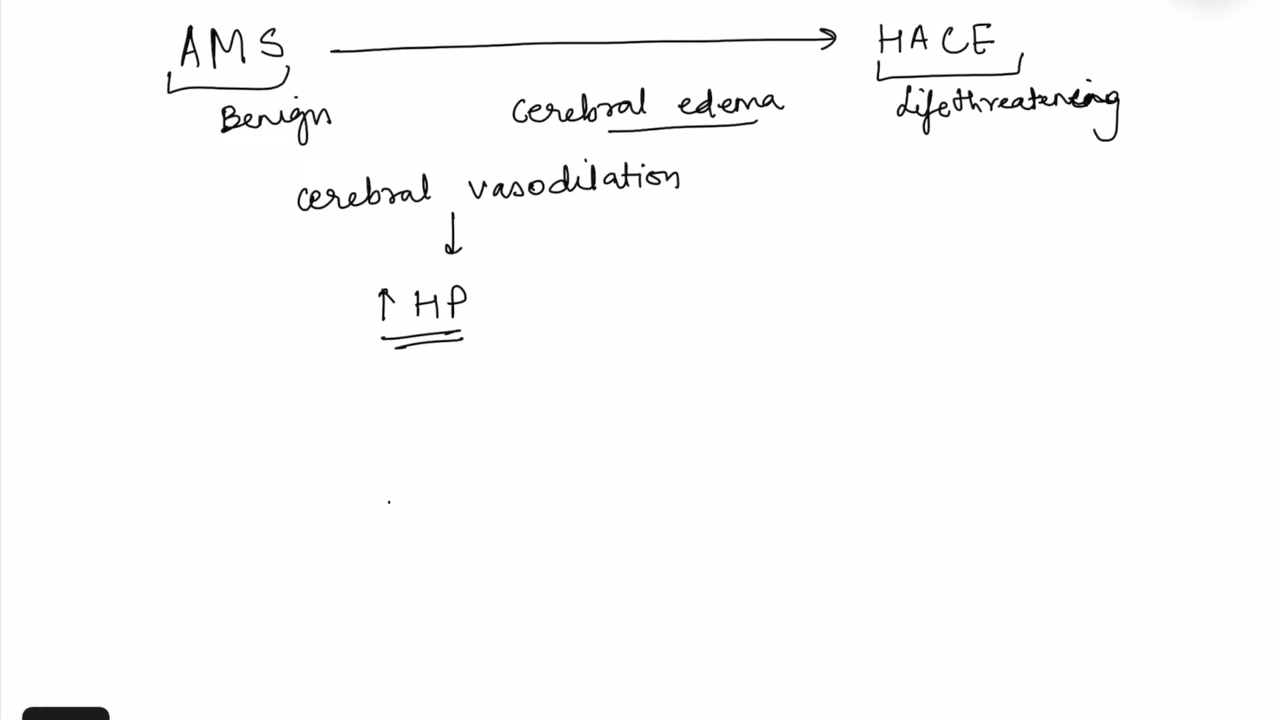 AMS ⟶ HACE
Benign cerebral edema Lifethreatening
cerebral vasodilation
↓
↑ HP